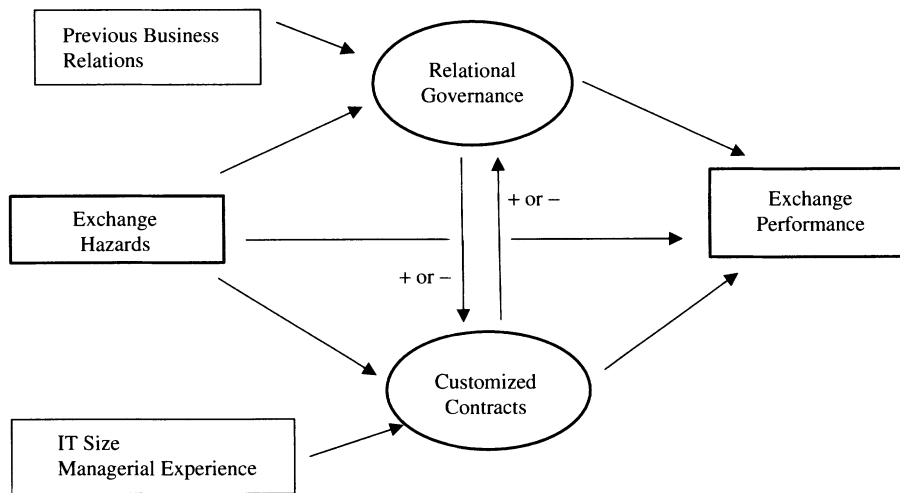 Previous Business
Relations
Relational
Governance
Exchange
Hazards
+ or −
+ or −
Exchange
Performance
Customized
Contracts
IT Size
Managerial Experience